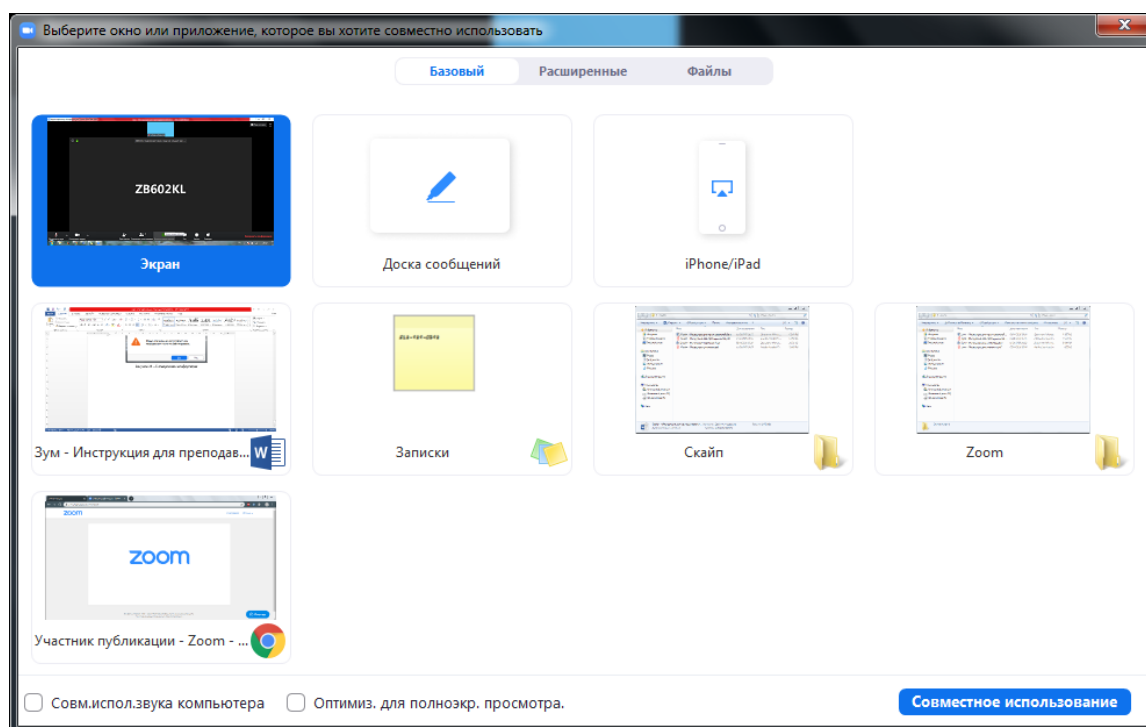 Выберите окно или приложение, которое вы хотите совместно использовать
Базовый Расширенные Файлы
ZB602KL
Экран
Доска сообщений
iPhone/iPad
Зум - Инструкция для преподав...
W
Записки
Скайп
Zoom
zoom
zoom
Участник публикации - Zoom - ...
Совм.испол.звука компьютера
Оптимиз. для полноэкр. просмотра.
Совместное использование